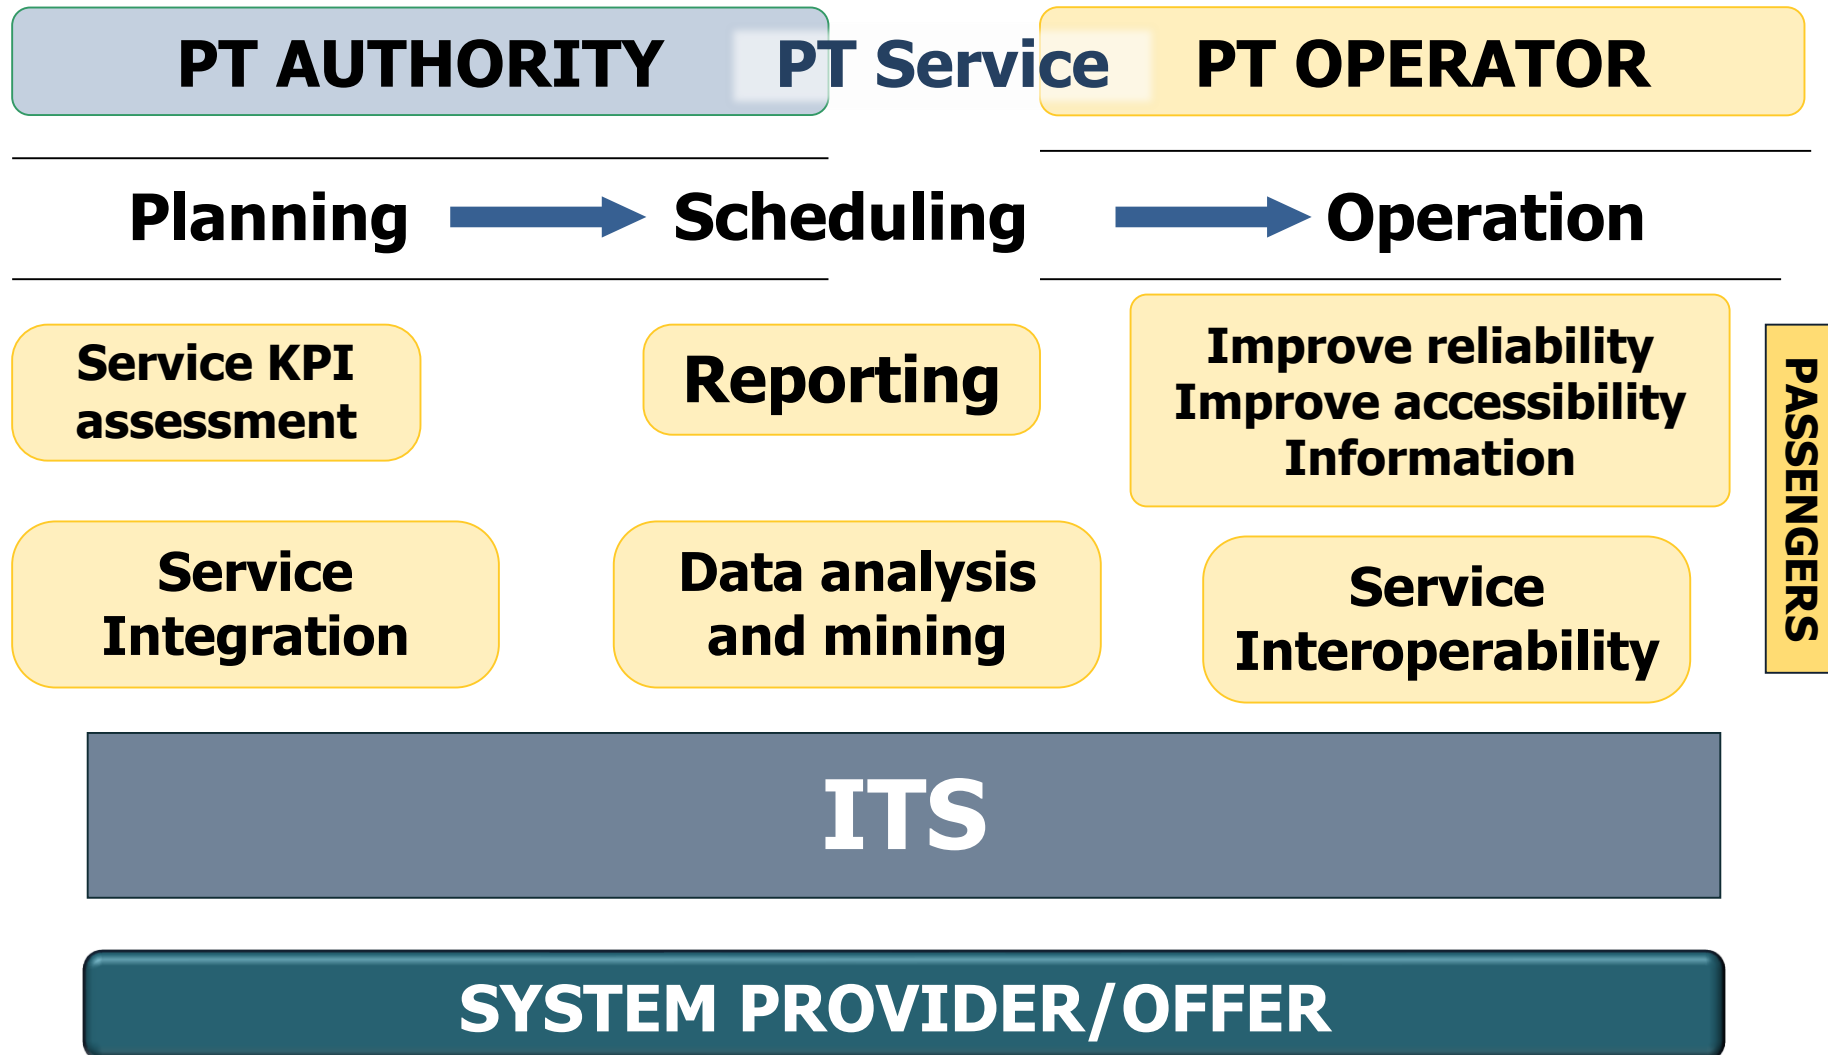 PT AUTHORITY
PT Service
PT OPERATOR
Planning
Scheduling
Operation
Service KPI
assessment
Reporting
Improve reliability
Improve accessibility
Information
PASSENGERS
Service
Integration
Data analysis
and mining
Service
Interoperability
ITS
SYSTEM PROVIDER/OFFER